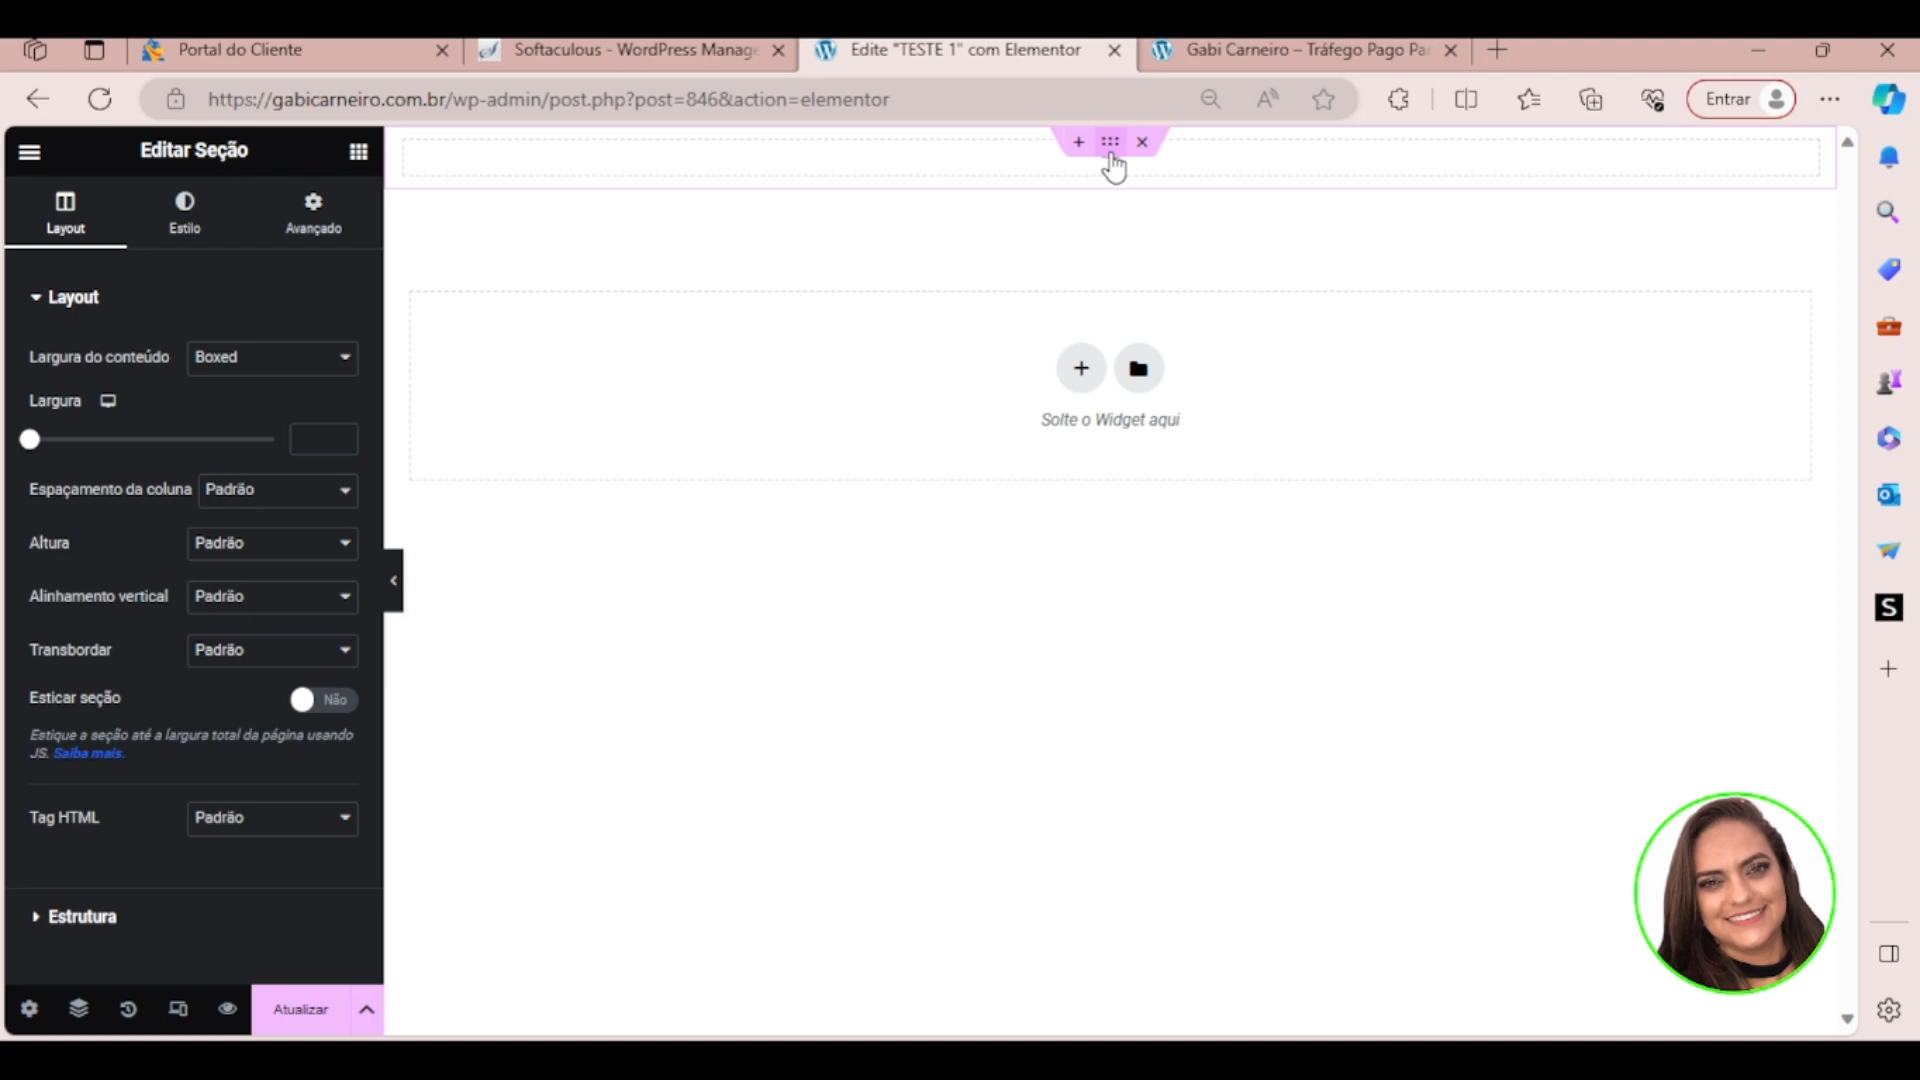 Portal do Cliente
Softaculous - WordPress Manage
Edite "TESTE 1" com Elementor
Gabi Carneiro – Tráfego Pago Par
https://gabicarneiro.com.br/wp-admin/post.php?post=846&action=elementor
Entrar
Editar Seção
Layout
Estilo
Avançado
Layout
Largura do conteúdo
Boxed
Largura
Espaçamento da coluna
Padrão
Altura
Padrão
Alinhamento vertical
Padrão
Transbordar
Padrão
Esticar seção
Não
Estique a seção até a largura total da página usando
JS. Saiba mais.
Tag HTML
Padrão
Estrutura
Atualizar
Solte o Widget aqui
S